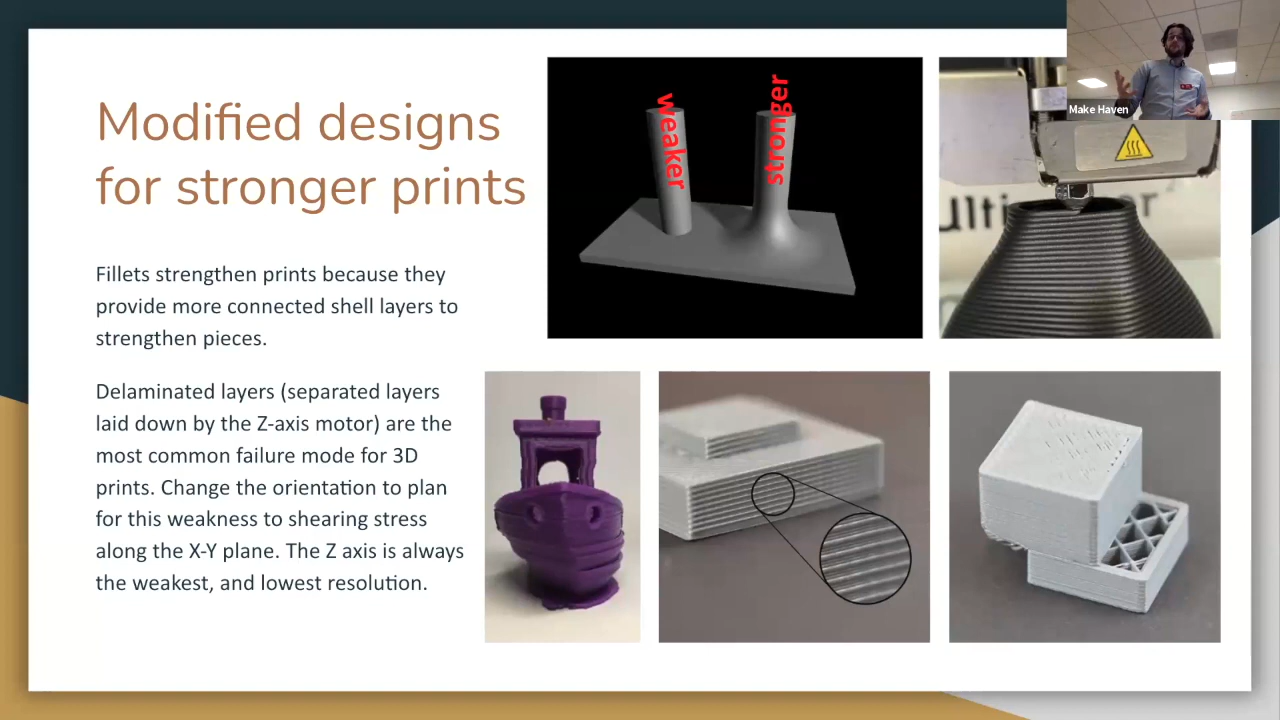 Modified designs
for stronger prints
Fillets strengthen prints because they
provide more connected shell layers to
strengthen pieces.
Delaminated layers (separated layers
laid down by the Z-axis motor) are the
most common failure mode for 3D
prints. Change the orientation to plan
for this weakness to shearing stress
along the X-Y plane. The Z axis is always
the weakest, and lowest resolution.
weaker
stronger
Make Haven